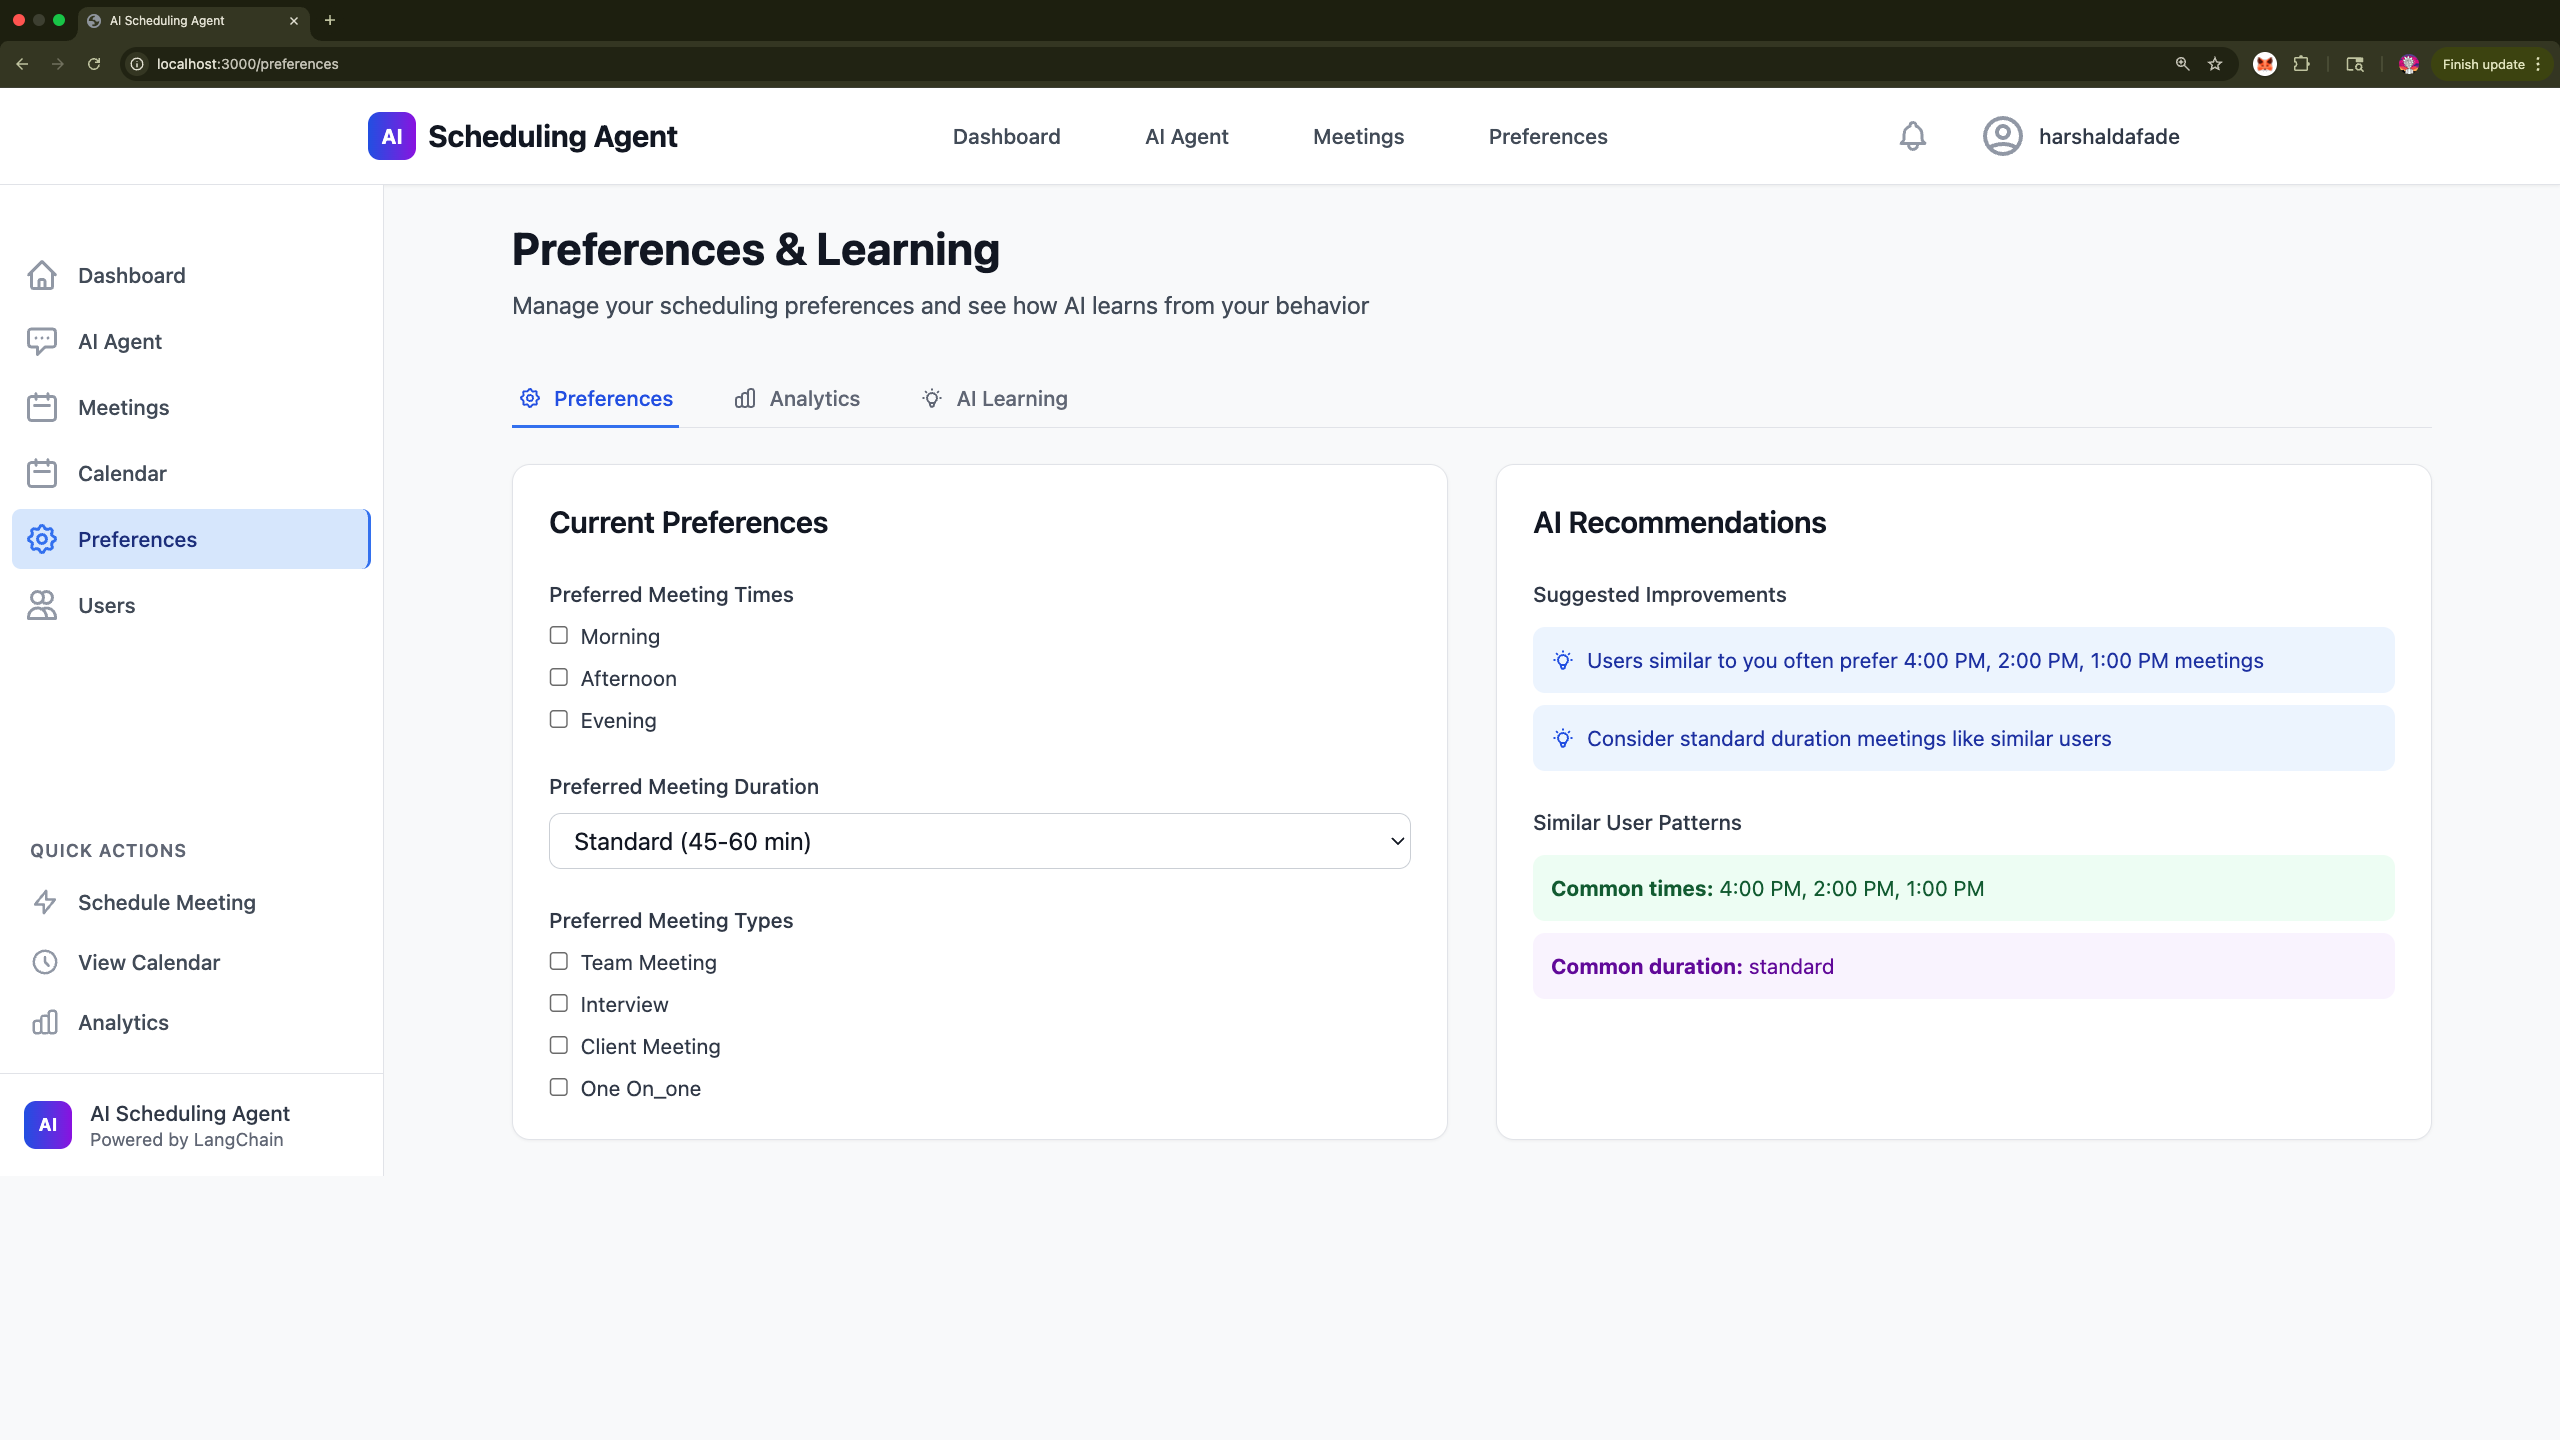 AI Scheduling Agent
localhost:3000/preferences
Finish update
AI Scheduling Agent
Dashboard
AI Agent
Meetings
Preferences
harshaldafade
Dashboard
AI Agent
Meetings
Calendar
Preferences
Users
QUICK ACTIONS
Schedule Meeting
View Calendar
Analytics
AI
AI Scheduling Agent
Powered by LangChain
Preferences & Learning
Manage your scheduling preferences and see how AI learns from your behavior
Preferences
Analytics
AI Learning
Current Preferences
Preferred Meeting Times
Morning
Afternoon
Evening
Preferred Meeting Duration
Standard (45-60 min)
Preferred Meeting Types
Team Meeting
Interview
Client Meeting
One On_one
AI Recommendations
Suggested Improvements
Users similar to you often prefer 4:00 PM, 2:00 PM, 1:00 PM meetings
Consider standard duration meetings like similar users
Similar User Patterns
Common times: 4:00 PM, 2:00 PM, 1:00 PM
Common duration: standard